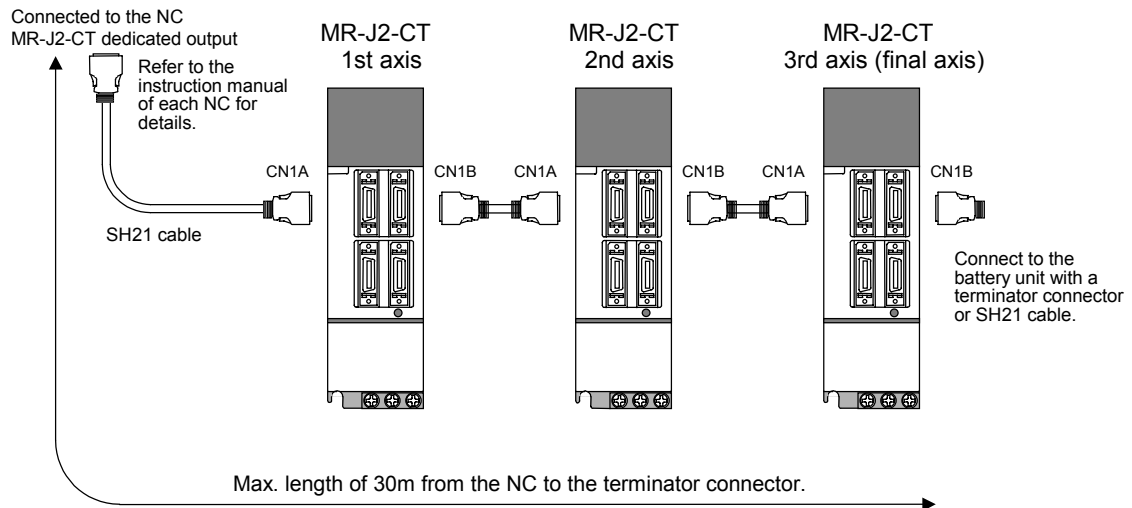 Connected to the NC
MR-J2-CT dedicated output
Refer to the
instruction manual
of each NC for
details.
SH21 cable
MR-J2-CT
1st axis
MR-J2-CT
2nd axis
MR-J2-CT
3rd axis (final axis)
CN1A
CN1B
CN1A
CN1B
CN1A
CN1B
Connect to the
battery unit with a
terminator connector
or SH21 cable.
Max. length of 30m from the NC to the terminator connector.